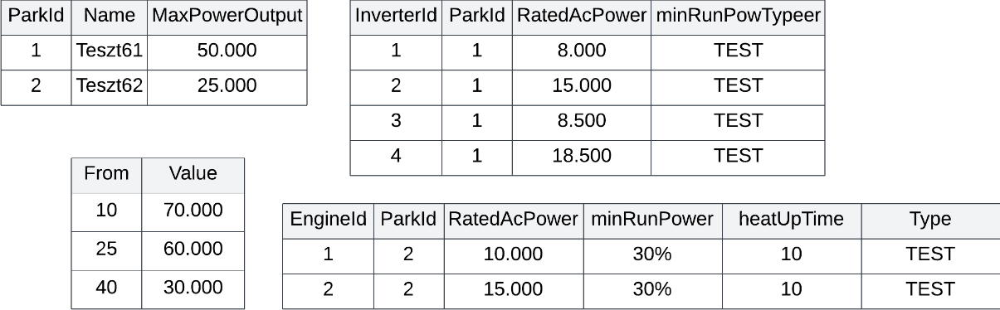 ParkId Name MaxPowerOutput
1 Teszt61 50.000
2 Teszt62 25.000
InverterId ParkId RatedAcPower minRunPowTypeer
1 1 8.000 TEST
2 1 15.000 TEST
3 1 8.500 TEST
4 1 18.500 TEST
From Value
10 70.000
25 60.000
40 30.000
EngineId ParkId RatedAcPower minRunPower heatUpTime Type
1 2 10.000 30% 10 TEST
2 2 15.000 30% 10 TEST